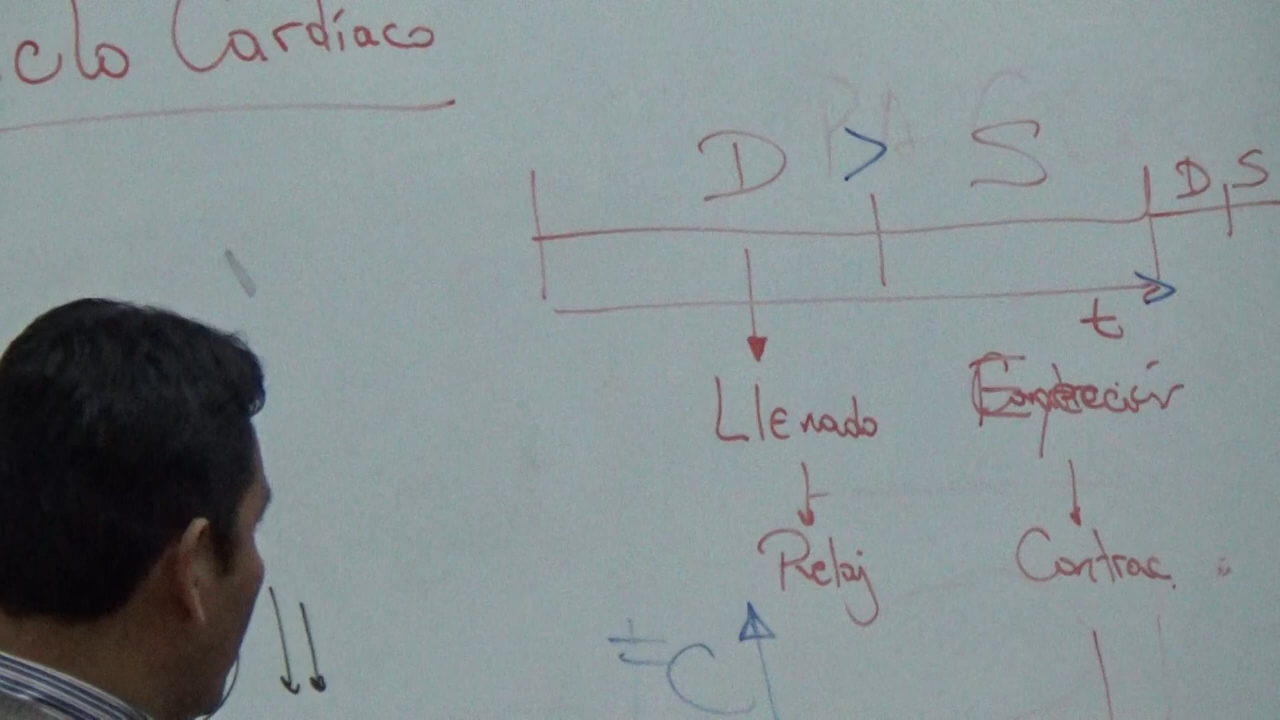 clo Cardíaco
D > S
D S
t
Llenado
Relaj
Contrac.
C